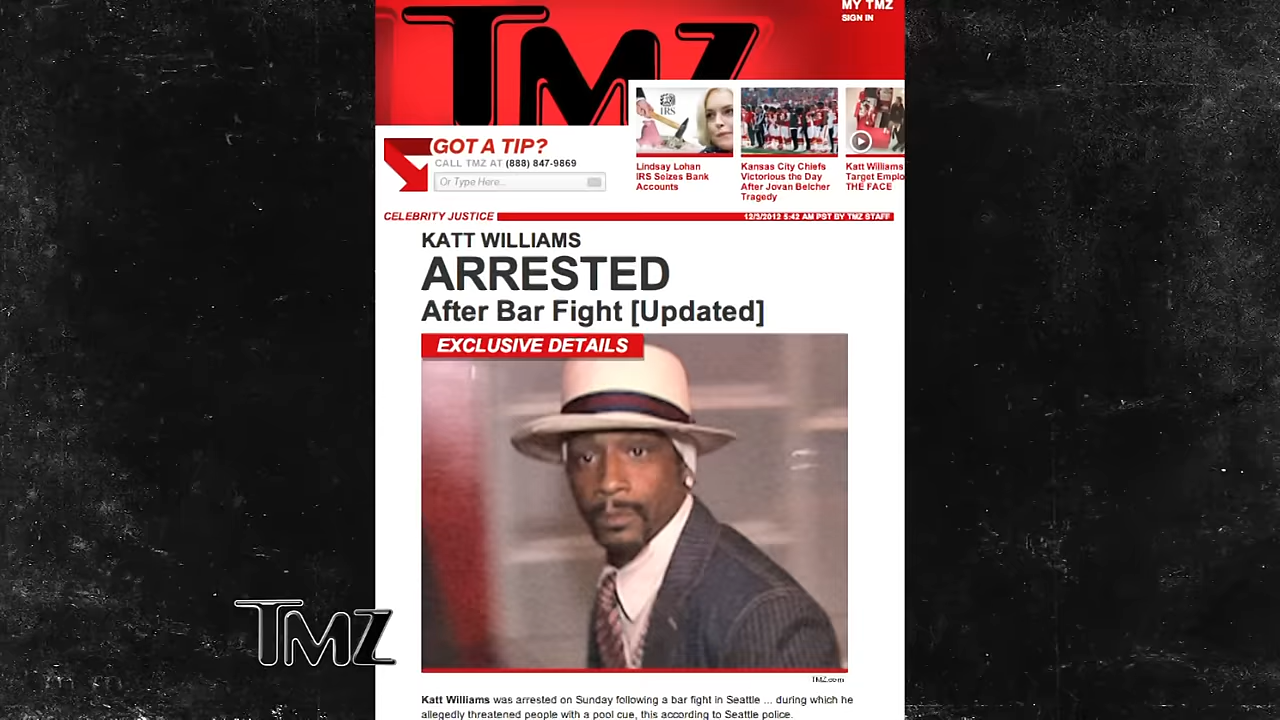 TMZ
MY TMZ
SIGN IN
GOT A TIP?
CALL TMZ AT (888) 847-9869
Or Type Here...
IRS
Lindsay Lohan
IRS Seizes Bank
Accounts
Kansas City Chiefs
Victorious the Day
After Jovan Belcher
Tragedy
Katt Williams
Target Emplo
THE FACE
CELEBRITY JUSTICE
12/3/2012 5:42 AM PST BY TMZ STAFF
KATT WILLIAMS
ARRESTED
After Bar Fight [Updated]
EXCLUSIVE DETAILS
TMZ
TMZ.com
Katt Williams was arrested on Sunday following a bar fight in Seattle ... during which he
allegedly threatened people with a pool cue, this according to Seattle police.